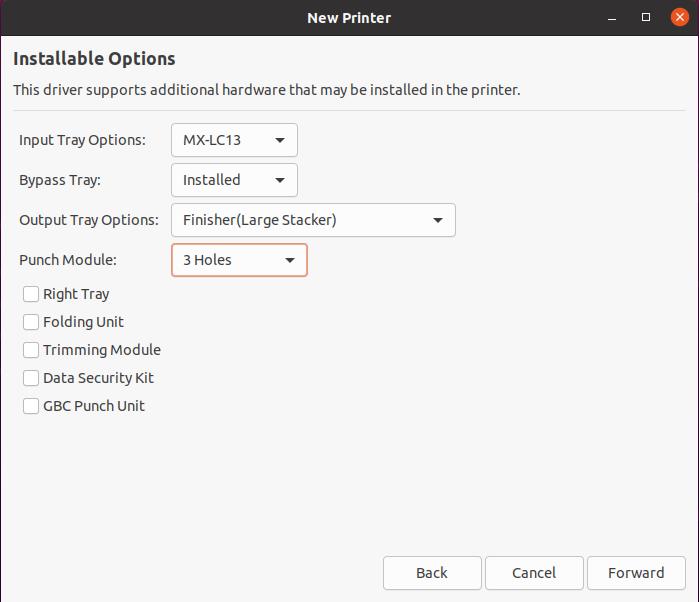 New Printer
Installable Options
This driver supports additional hardware that may be installed in the printer.
Input Tray Options: MX-LC13
Bypass Tray: Installed
Output Tray Options: Finisher(Large Stacker)
Punch Module: 3 Holes
Right Tray
Folding Unit
Trimming Module
Data Security Kit
GBC Punch Unit
Back Cancel Forward